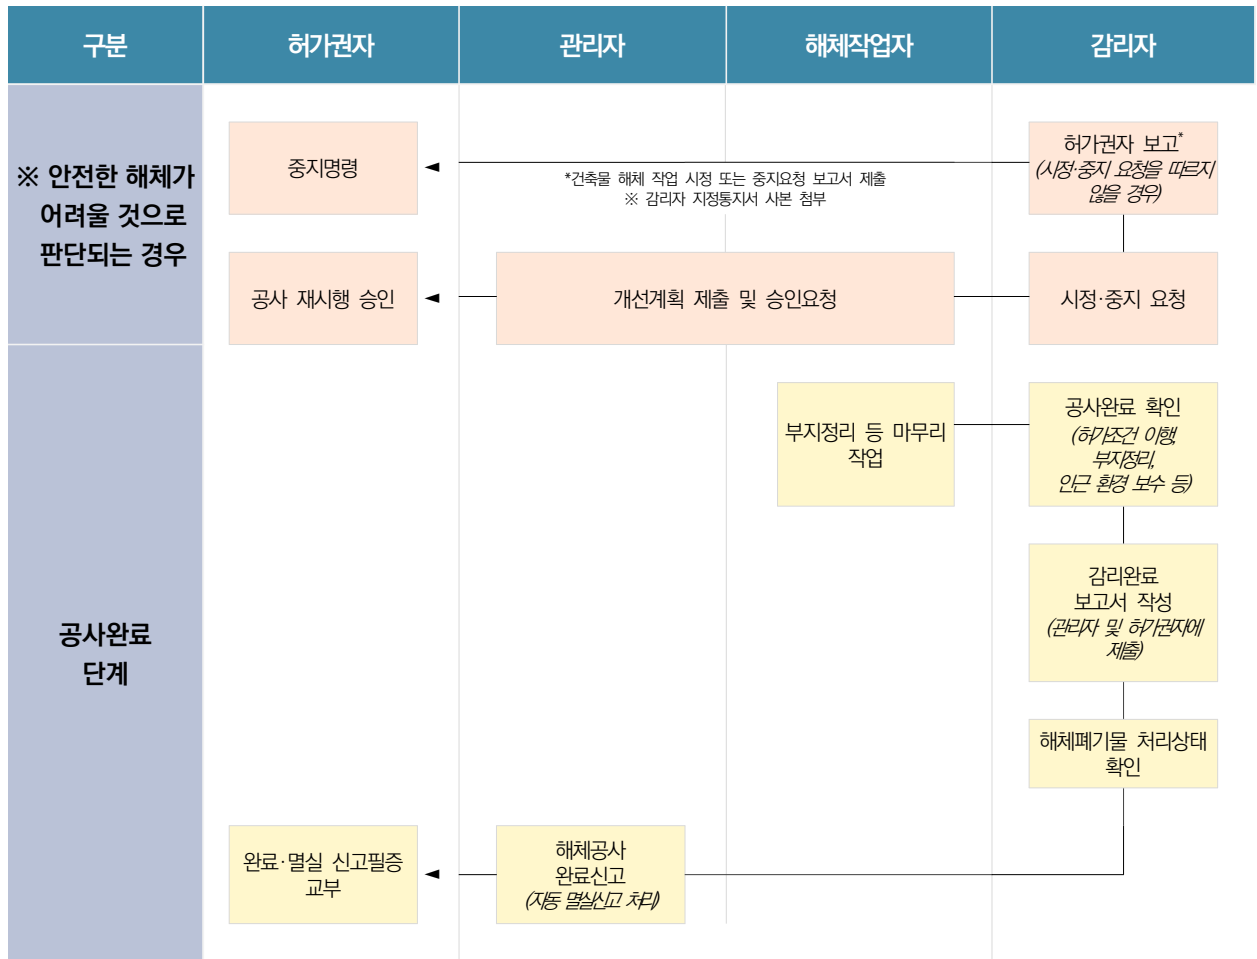 구분
허가권자
관리자
해체작업자
감리자
※ 안전한 해체가
어려울 것으로
판단되는 경우
중지명령
*건축물 해체 작업 시정 또는 중지요청 보고서 제출
※ 감리자 지정통지서 사본 첨부
허가권자 보고*
(시정·중지 요청을 따르지
않을 경우)
공사 재시행 승인
개선계획 제출 및 승인요청
시정·중지 요청
공사완료
단계
부지정리 등 마무리
작업
공사완료 확인
(허가조건 이행,
부지정리,
인근 환경 보수 등)
감리완료
보고서 작성
(관리자 및 허가권자에
제출)
해체폐기물 처리상태
확인
완료·멸실 신고필증
교부
해체공사
완료신고
(자동 멸실신고 처리)